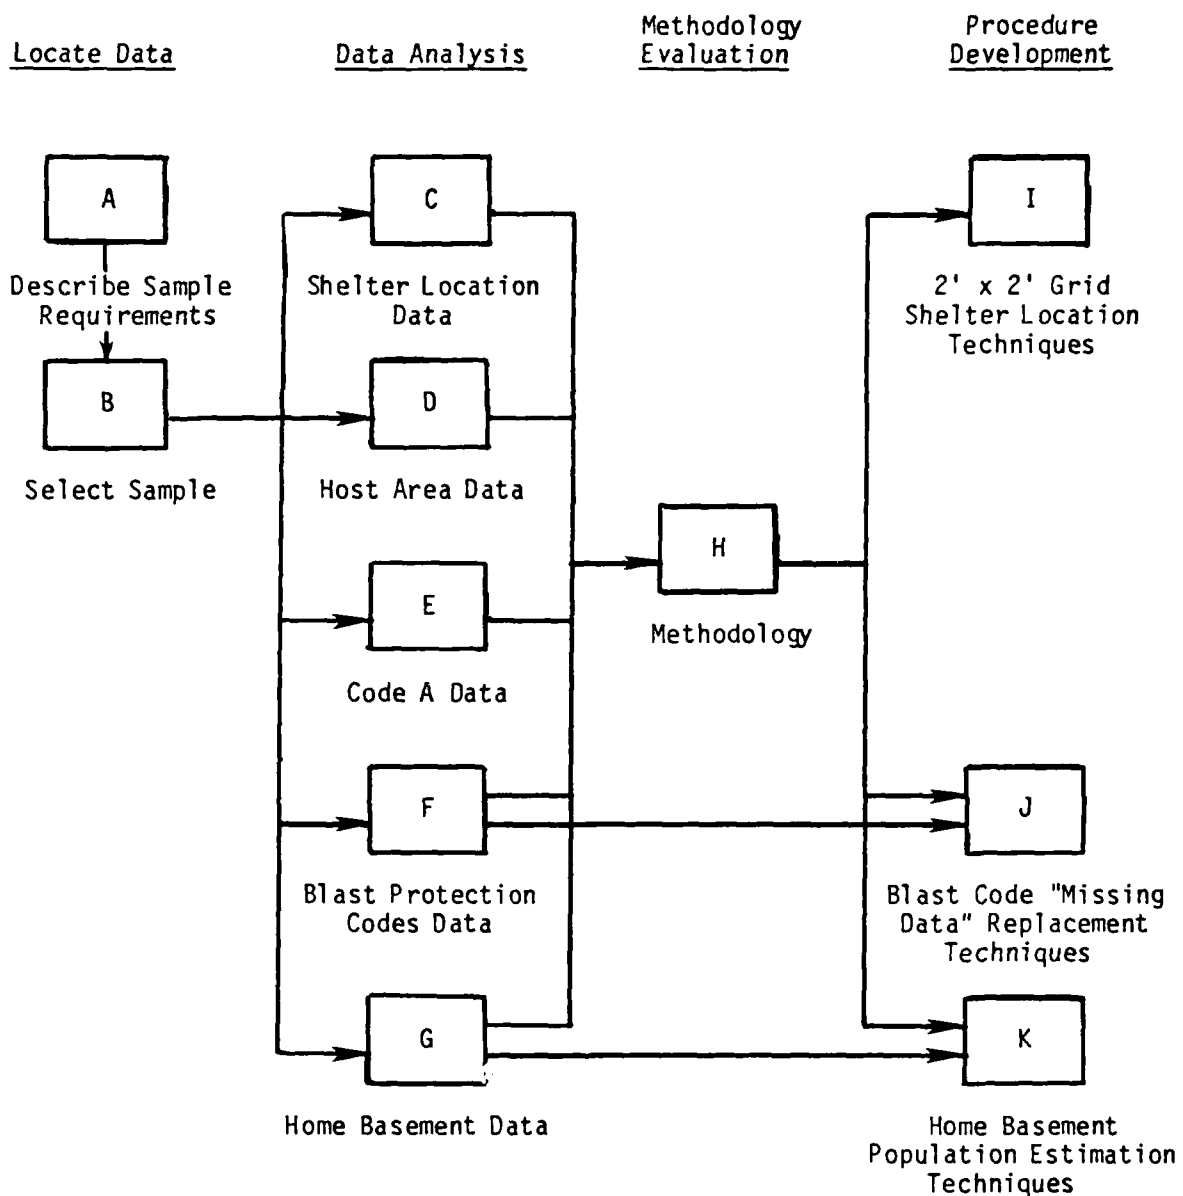 Locate Data
Data Analysis
Methodology
Evaluation
Procedure
Development
A
Describe Sample
Requirements
B
Select Sample
C
Shelter Location
Data
D
Host Area Data
E
Code A Data
F
Blast Protection
Codes Data
G
Home Basement Data
H
Methodology
I
2' x 2' Grid
Shelter Location
Techniques
J
Blast Code "Missing
Data" Replacement
Techniques
K
Home Basement
Population Estimation
Techniques